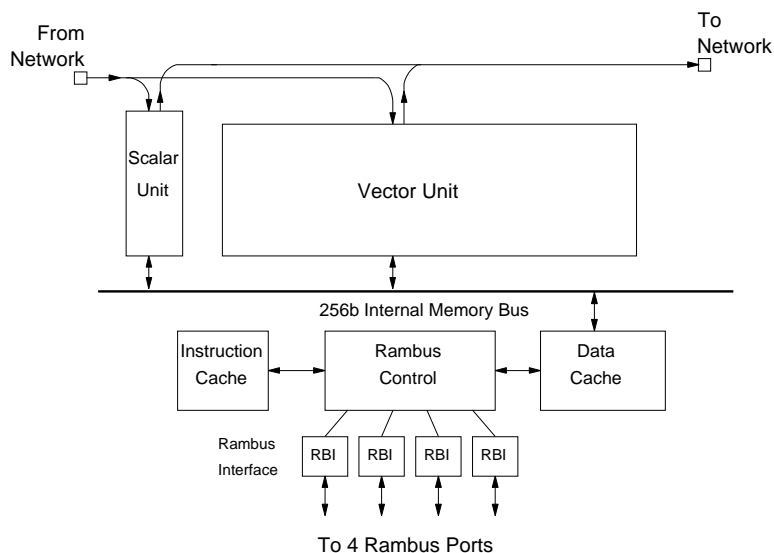 From
Network
To
Network
Scalar
Unit
Vector Unit
256b Internal Memory Bus
Instruction
Cache
Rambus
Control
Data
Cache
Rambus
Interface
RBI
RBI
RBI
RBI
To 4 Rambus Ports